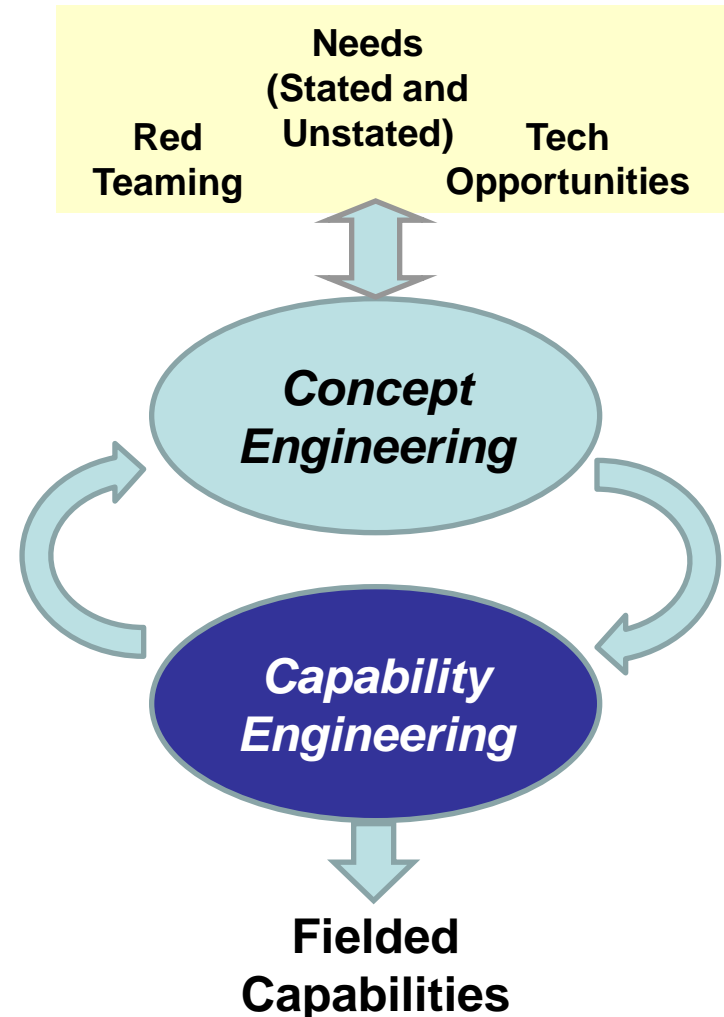 Needs
(Stated and
Unstated)
Red
Teaming
Tech
Opportunities
Concept
Engineering
Capability
Engineering
Fielded
Capabilities